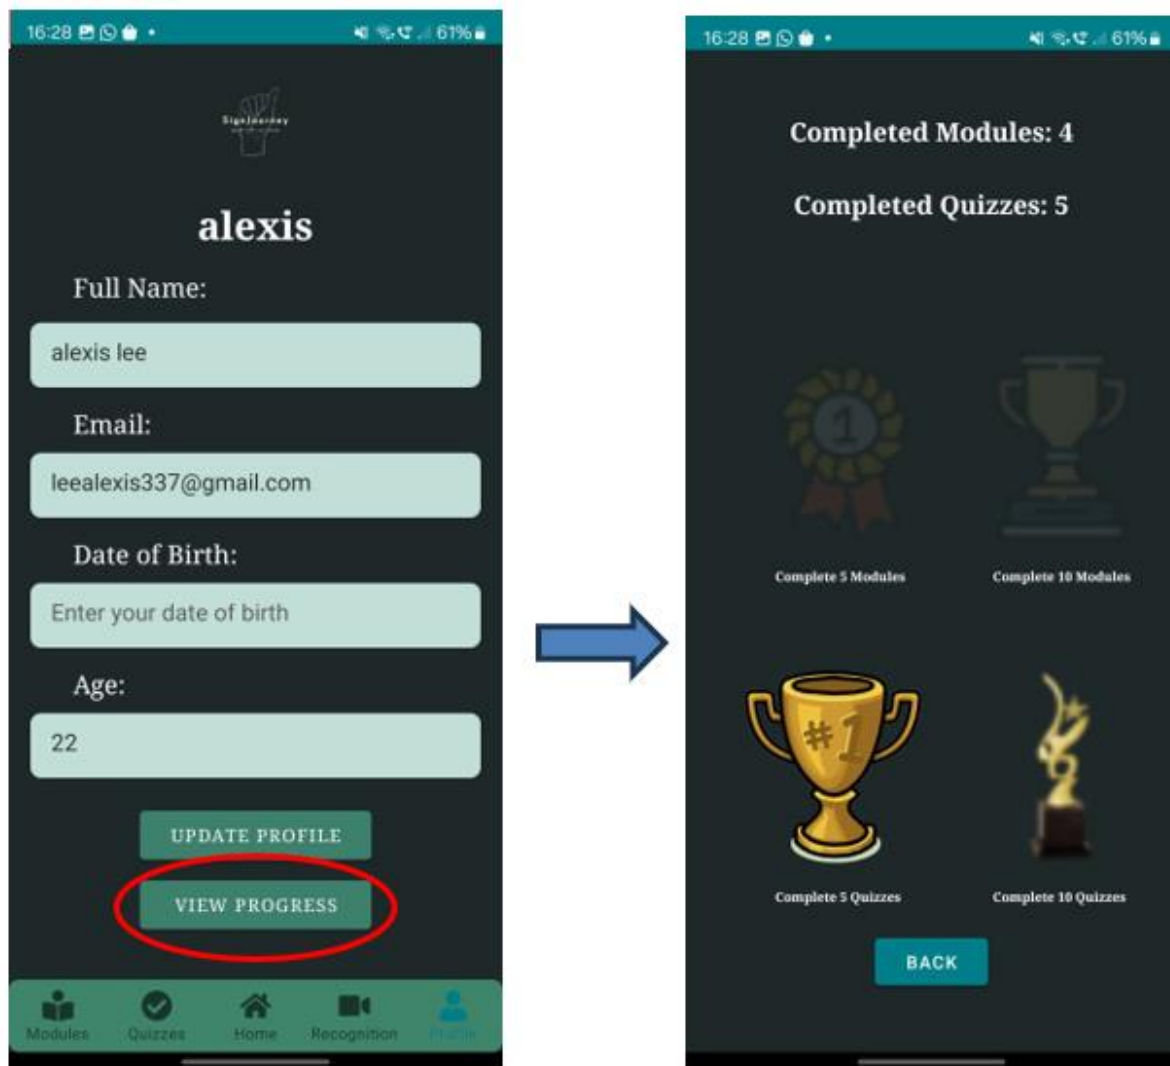 16:28
61%
SignJourney
alexis
Full Name:
alexis lee
Email:
leealexis337@gmail.com
Date of Birth:
Enter your date of birth
Age:
22
UPDATE PROFILE
VIEW PROGRESS
Modules
Quizzes
Home
Recognition
Profile
16:28
61%
Completed Modules: 4
Completed Quizzes: 5
1
Complete 5 Modules
Complete 10 Modules
#1
Complete 5 Quizzes
Complete 10 Quizzes
BACK